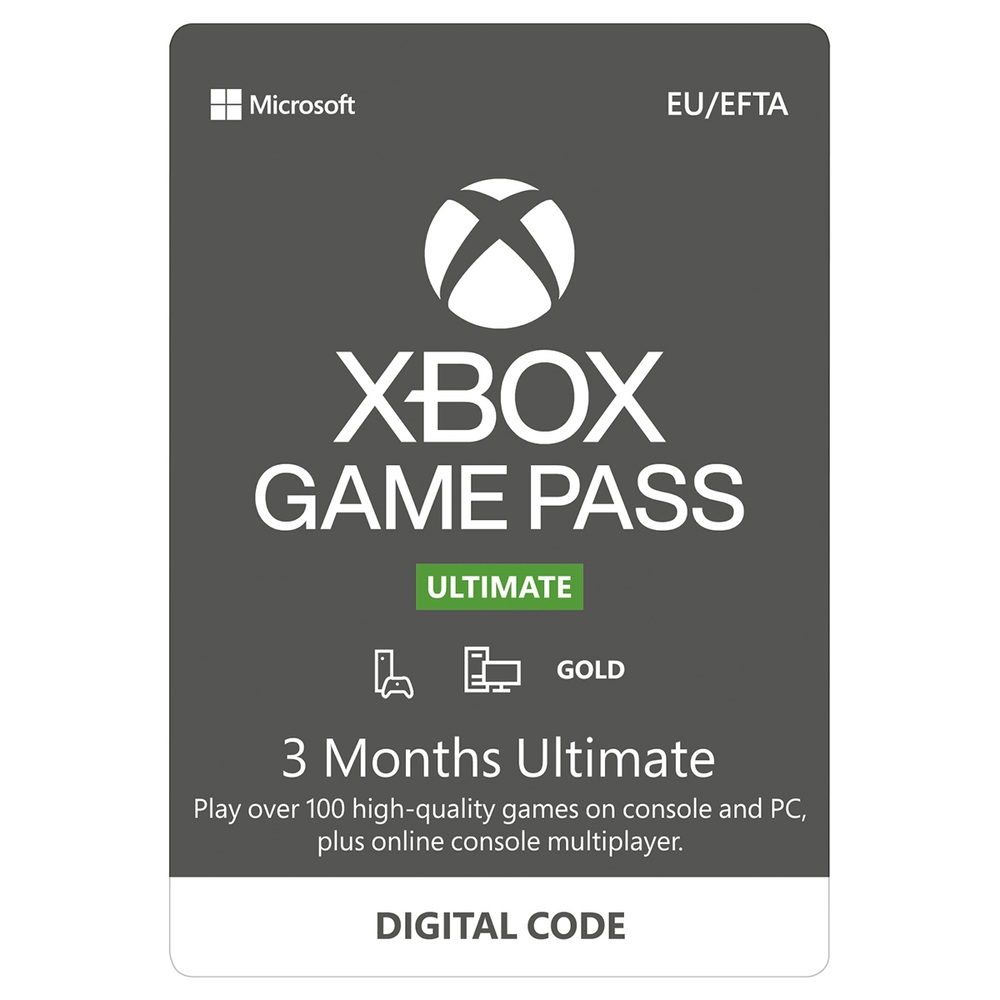 Microsoft
EU/EFTA
XBOX
GAME PASS
ULTIMATE
GOLD
3 Months Ultimate
Play over 100 high-quality games on console and PC,
plus online console multiplayer.
DIGITAL CODE